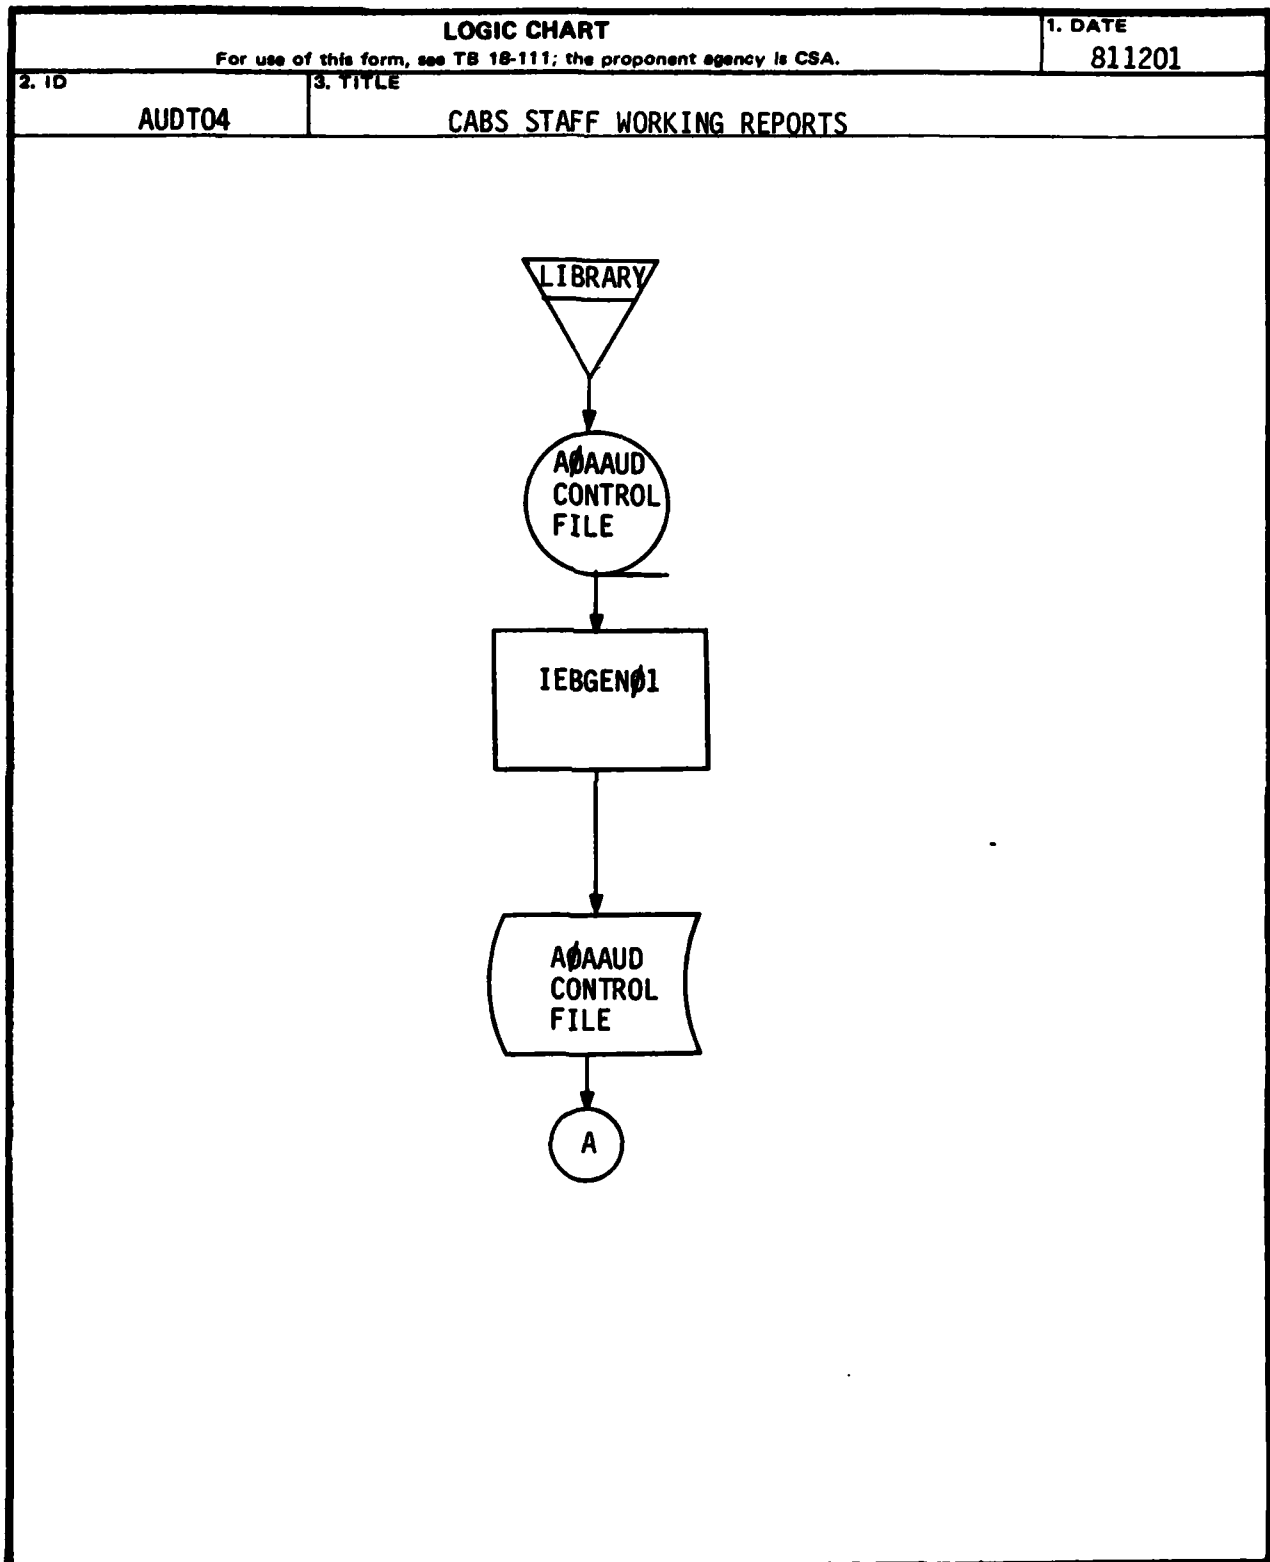 LOGIC CHART
For use of this form, see TB 18-111; the proponent agency is CSA.
1. DATE
811201
2. ID
AUDT04
3. TITLE
CABS STAFF WORKING REPORTS
LIBRARY
AØAAUD
CONTROL
FILE
IEBGENØ1
AØAAUD
CONTROL
FILE
A